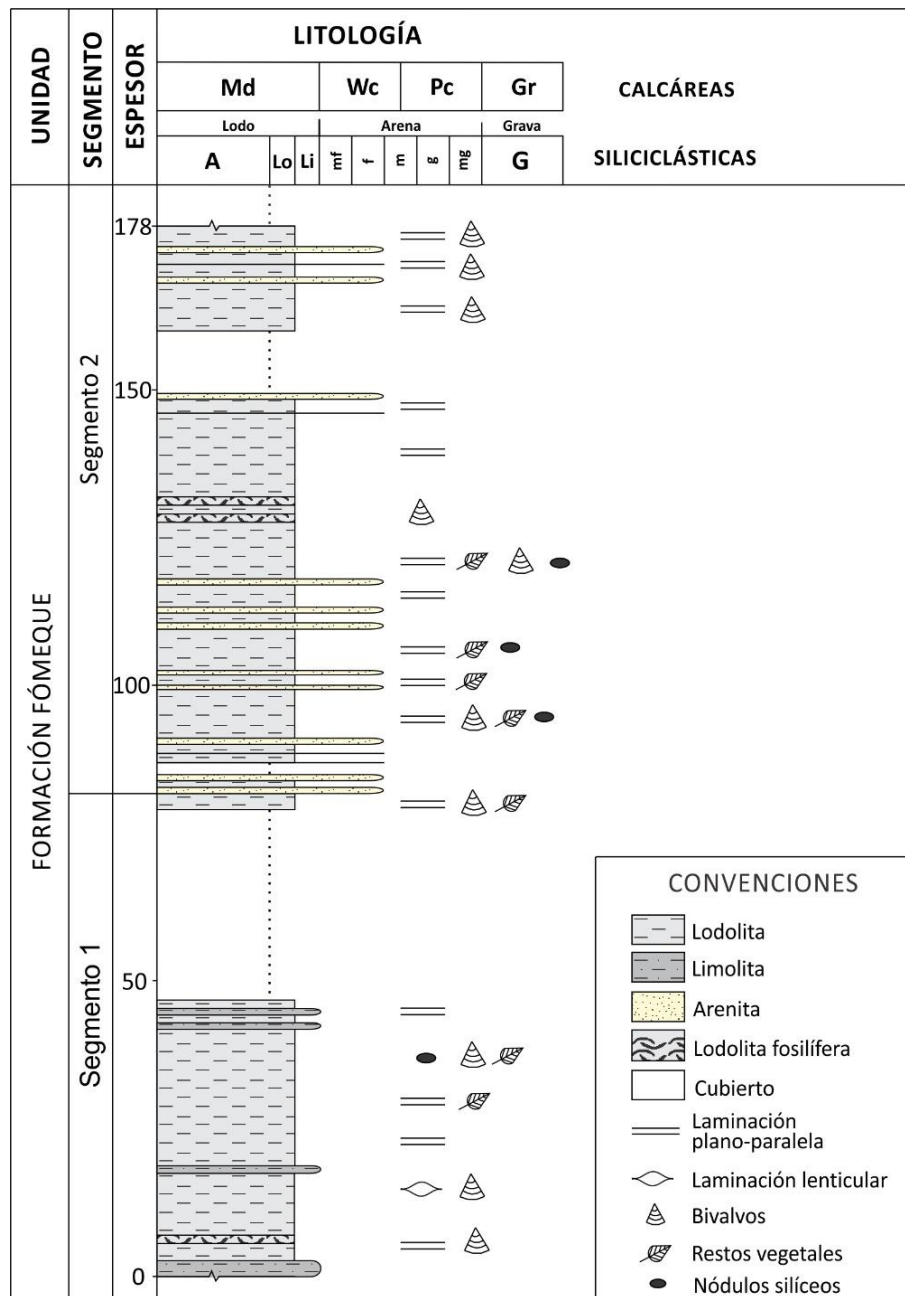 UNIDAD
SEGMENTO
ESPESOR
LITOLOGÍA
Md Wc Pc Gr CALCÁREAS
Lodo Arena Grava
A Lo Li mf f m g mg G SILICICLÁSTICAS
FORMACIÓN FÓMEQUE
Segmento 2
Segmento 1
178
150
100
50
0
CONVENCIONES
Lodolita
Limolita
Arenita
Lodolita fosilífera
Cubierto
Laminación
plano-paralela
Laminación lenticular
Bivalvos
Restos vegetales
Nódulos silíceos